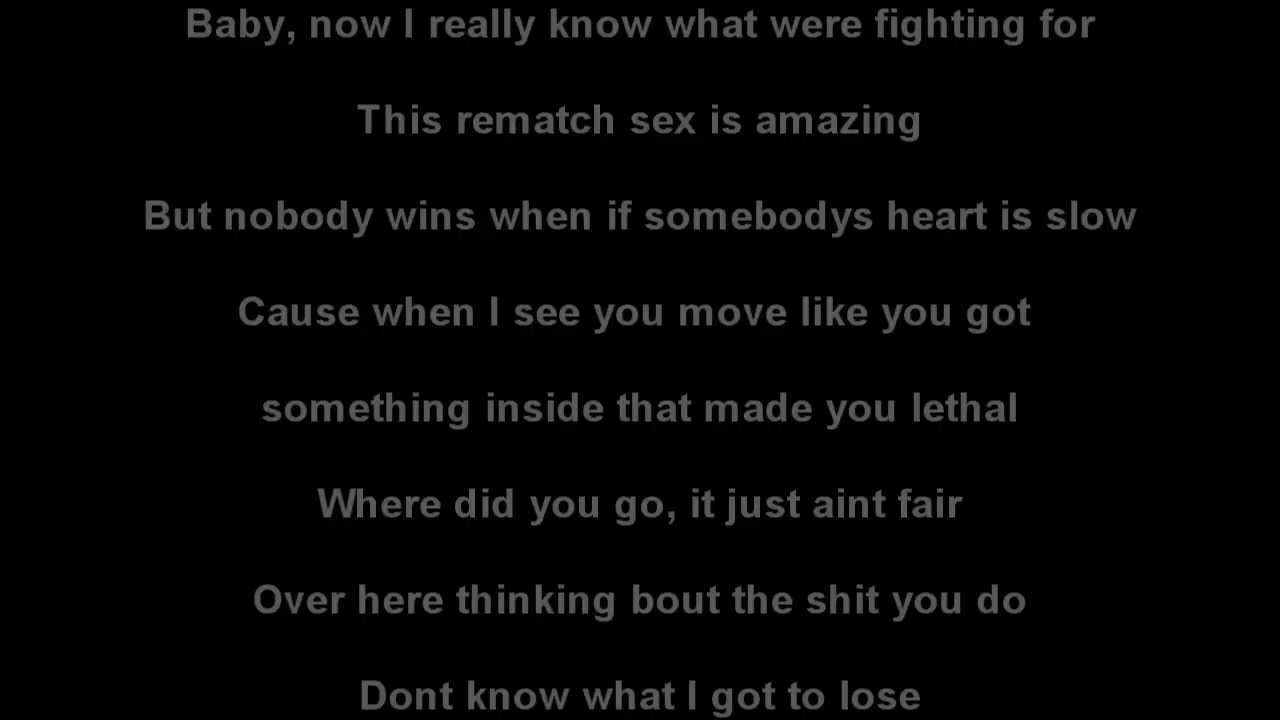 Baby, now I really know what were fighting for
This rematch sex is amazing
But nobody wins when if somebodys heart is slow
Cause when I see you move like you got
something inside that made you lethal
Where did you go, it just aint fair
Over here thinking bout the shit you do
Dont know what I got to lose